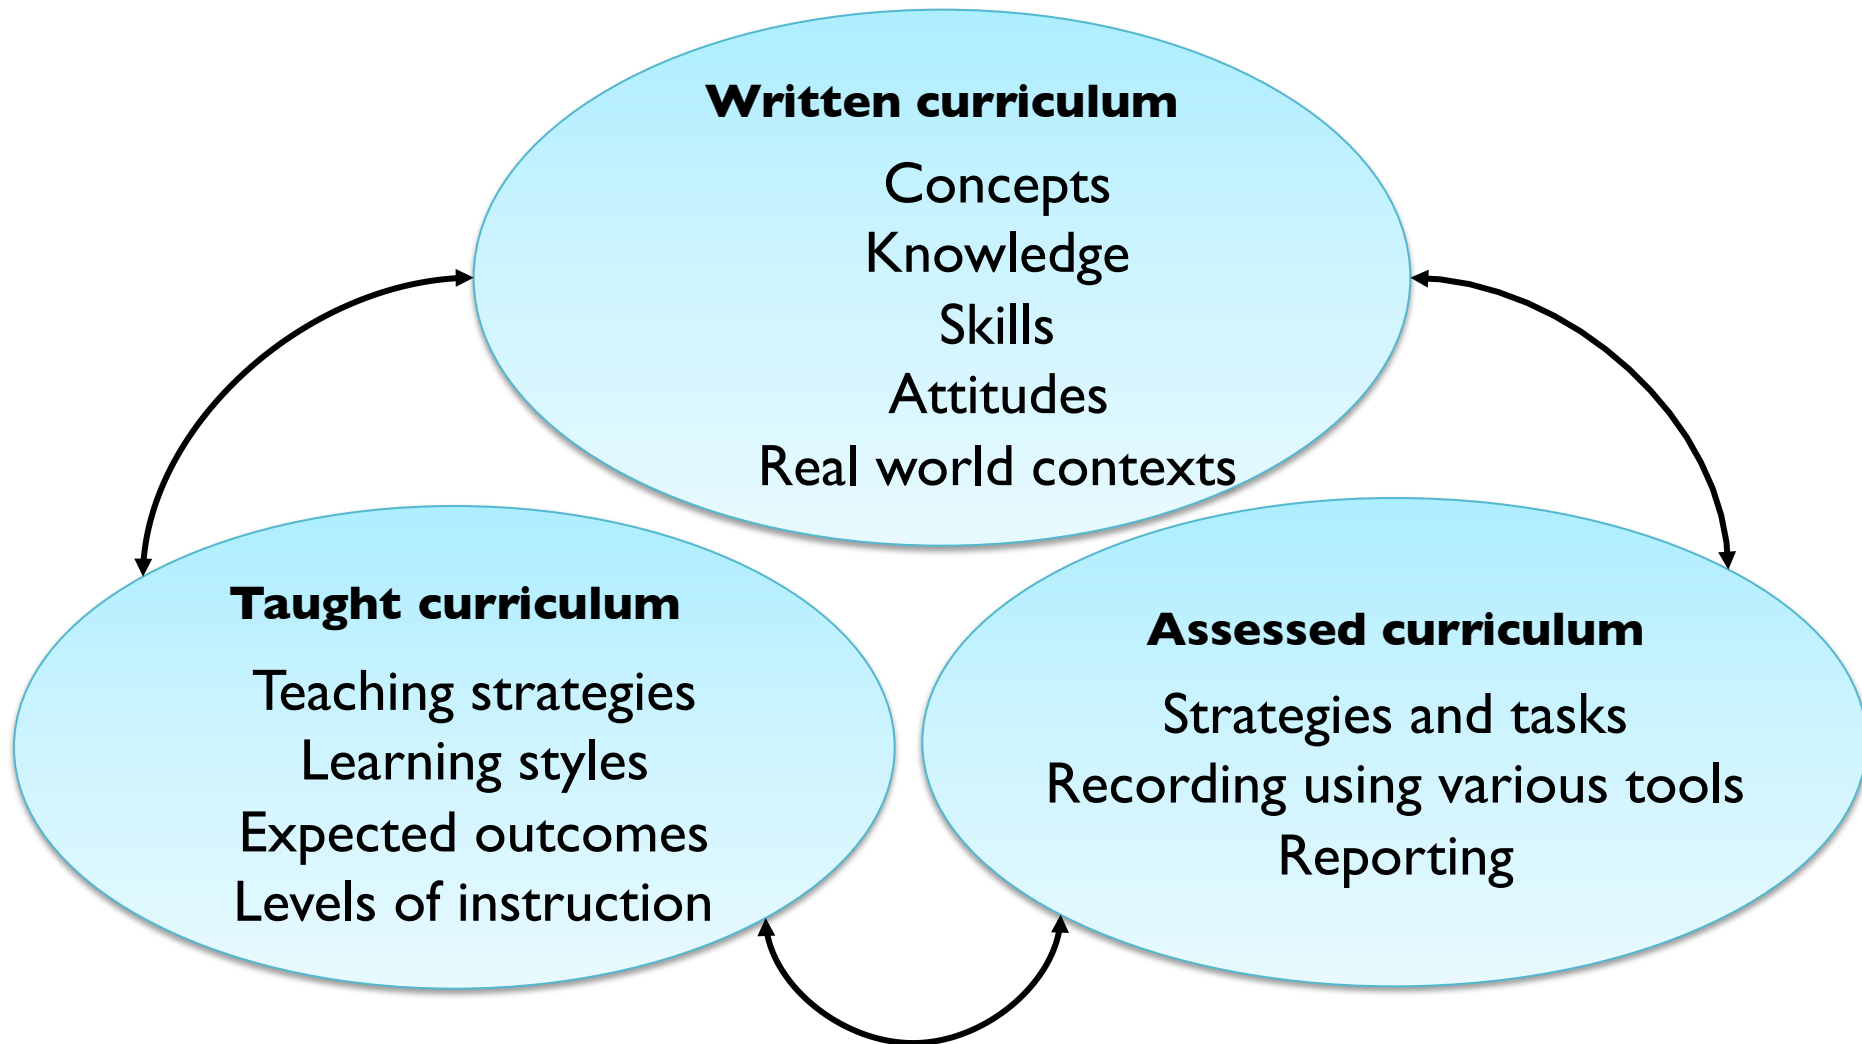 Written curriculum
Concepts
Knowledge
Skills
Attitudes
Real world contexts
Taught curriculum
Teaching strategies
Learning styles
Expected outcomes
Levels of instruction
Assessed curriculum
Strategies and tasks
Recording using various tools
Reporting